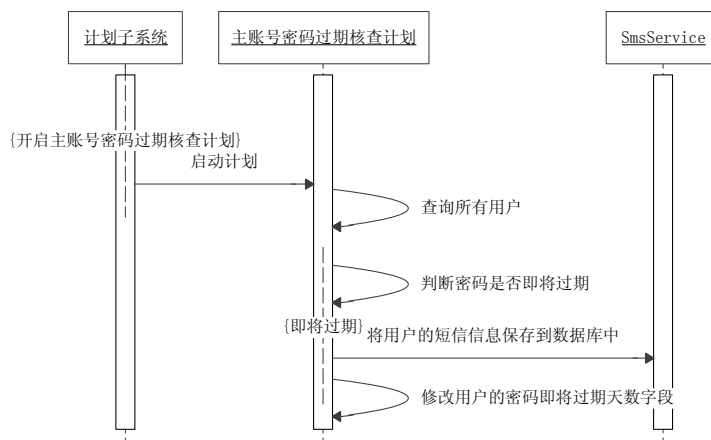 计划子系统
主账号密码过期核查计划
SmsService
{开启主账号密码过期核查计划}
启动计划
查询所有用户
判断密码是否即将过期
{即将过期}
将用户的短信信息保存到数据库中
修改用户的密码即将过期天数字段